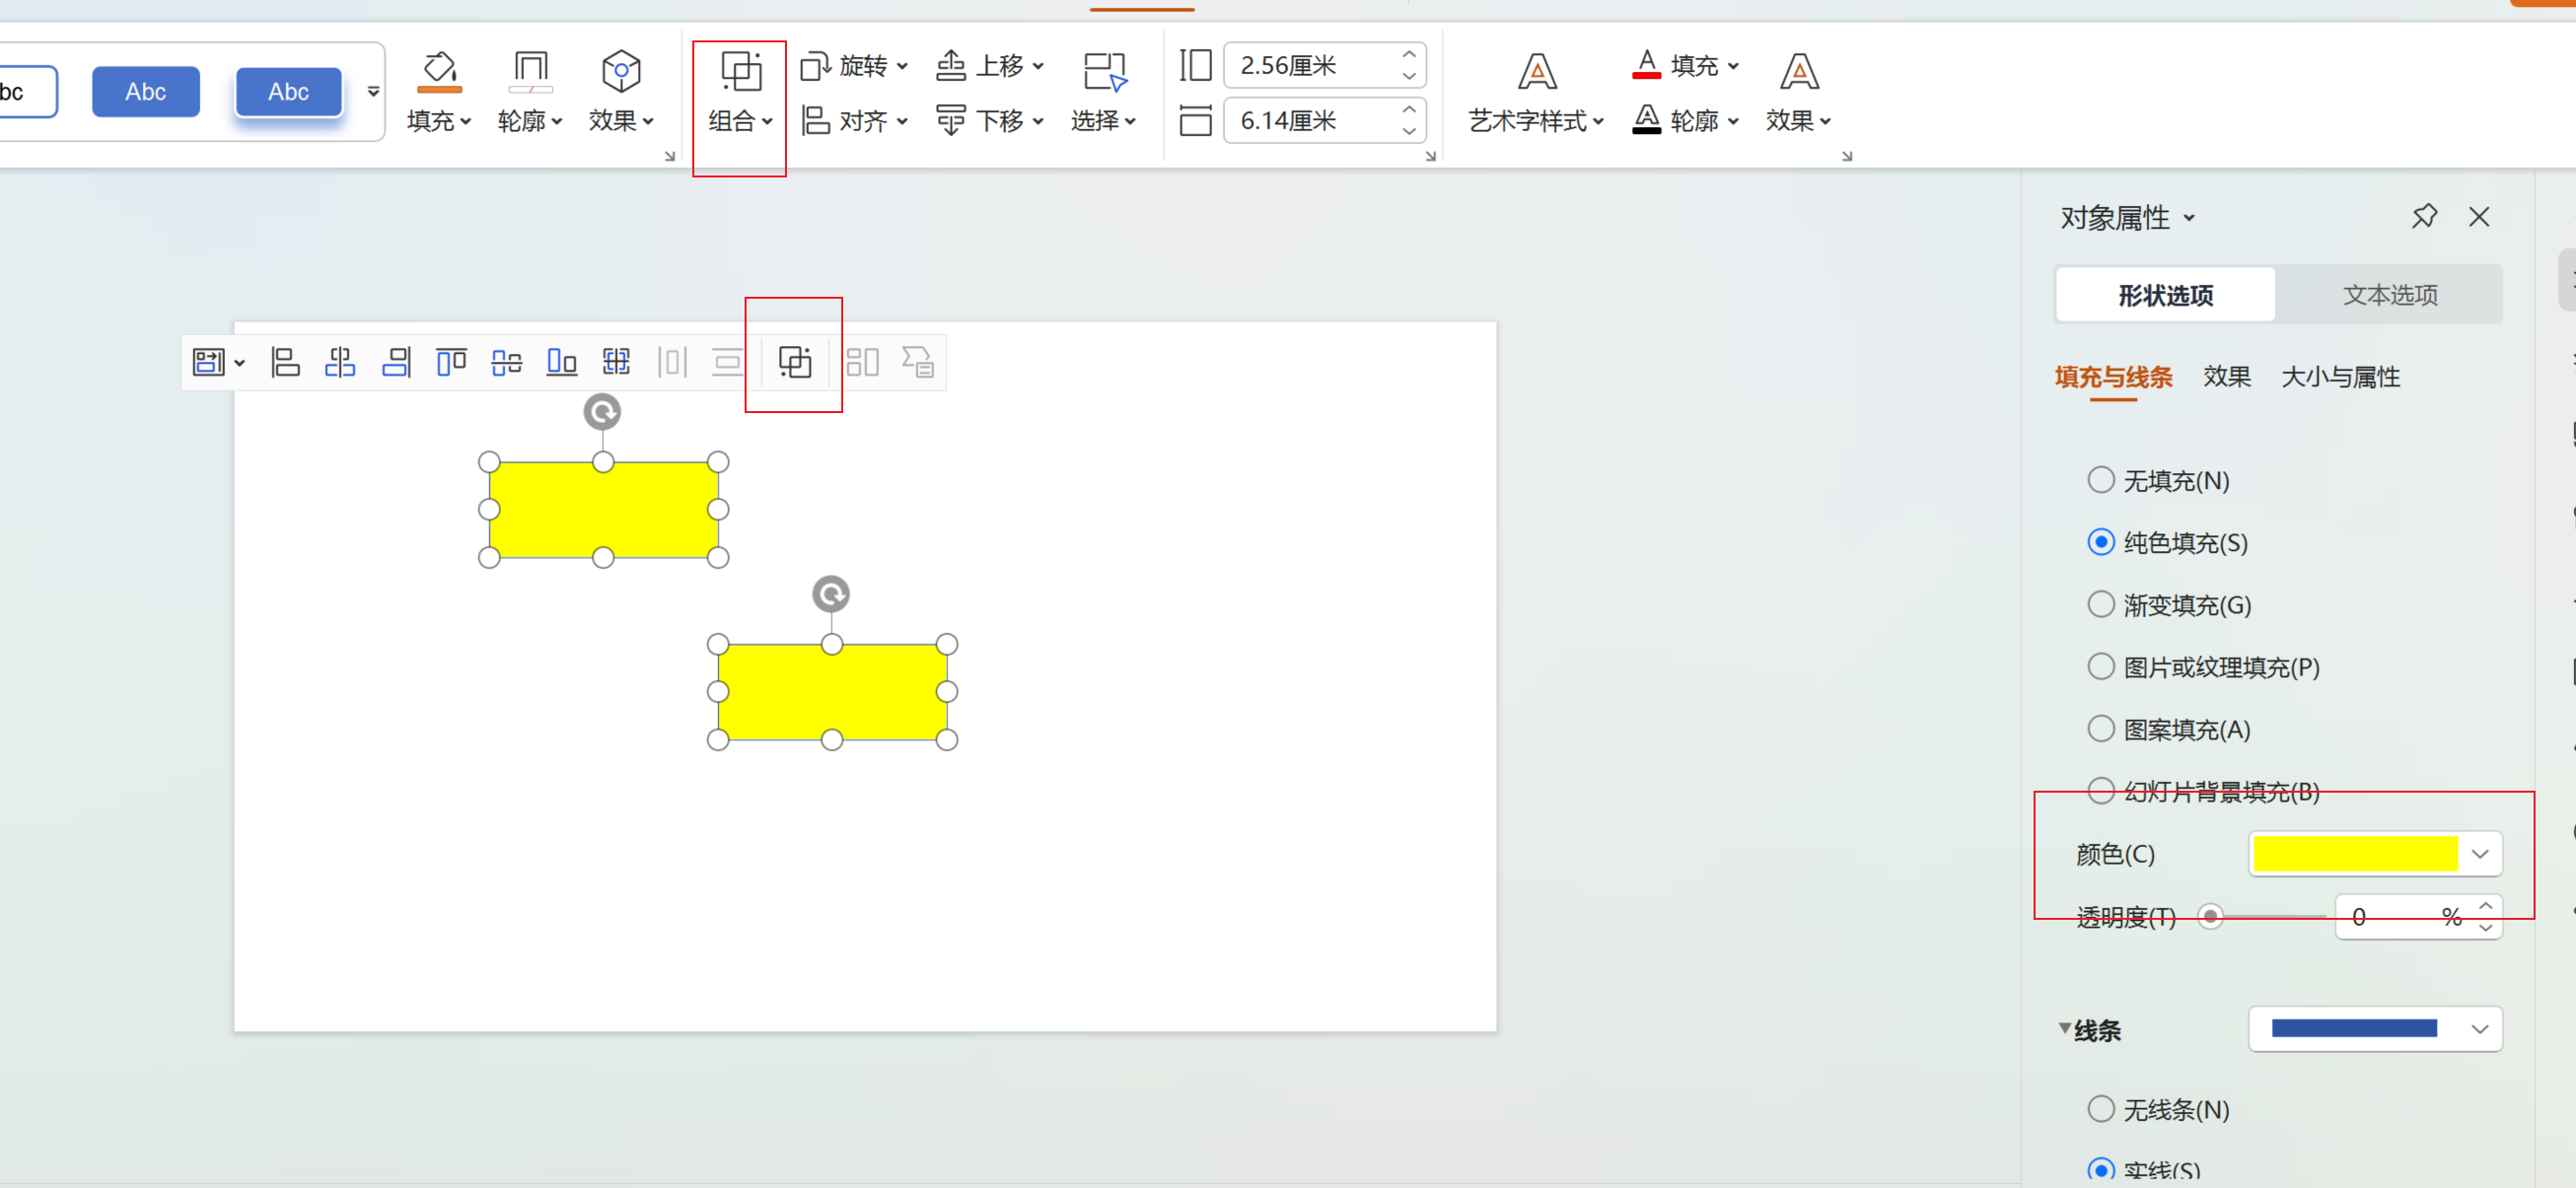 bc Abc Abc
填充 轮廓 效果
组合 旋转 上移
对齐 下移 选择
2.56厘米
6.14厘米
艺术字样式 填充
轮廓 效果
对象属性
形状选项 文本选项
填充与线条 效果 大小与属性
无填充(N)
纯色填充(S)
渐变填充(G)
图片或纹理填充(P)
图案填充(A)
幻灯片背景填充(B)
颜色(C)
透明度(T) 0 %
线条
无线条(N)
实线(S)